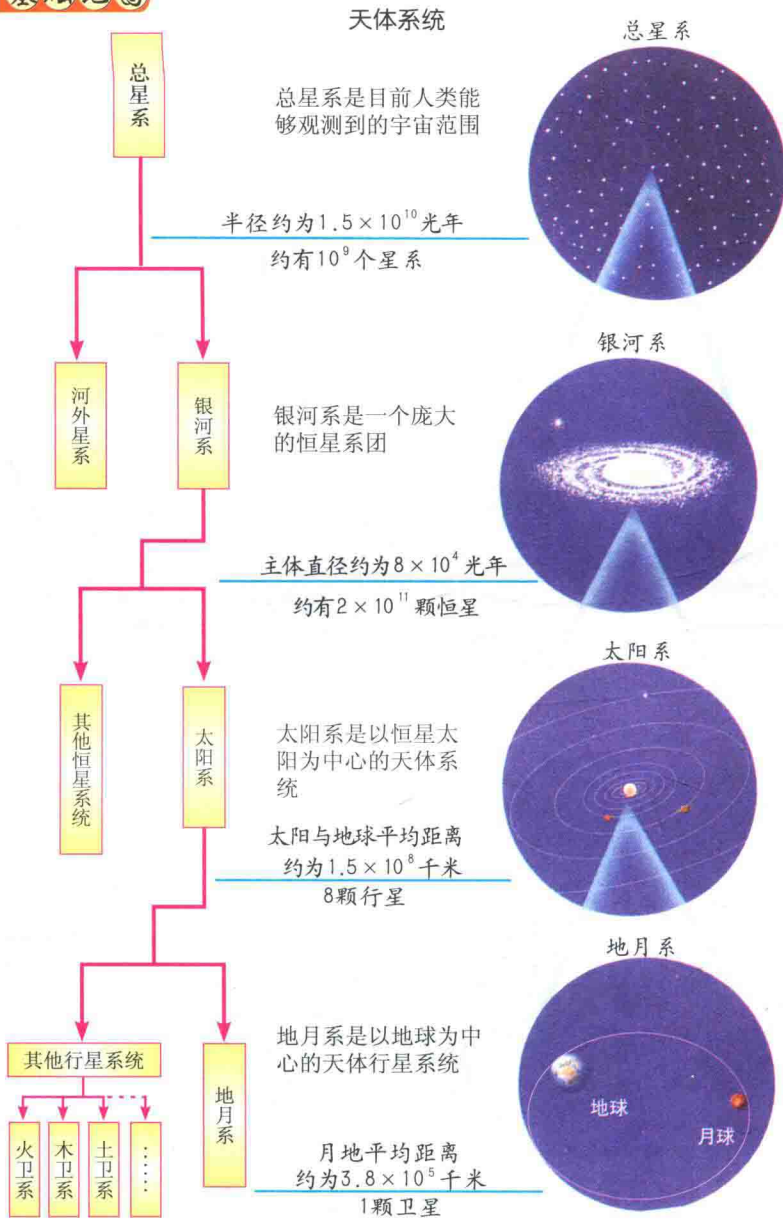 天体系统
总星系
总星系
总星系是目前人类能
够观测到的宇宙范围
半径约为1.5×10¹⁰光年
约有10⁹个星系
银河系
河外星系
银河系
银河系是一个庞大
的恒星系团
主体直径约为8×10⁴光年
约有2×10¹¹颗恒星
太阳系
其他恒星系统
太阳系
太阳系是以恒星太
阳为中心的天体系
统
太阳与地球平均距离
约为1.5×10⁸千米
8颗行星
地月系
其他行星系统
地月系
地月系是以地球为中
心的天体行星系统
地球
月球
火卫系
木卫系
土卫系
……
月地平均距离
约为3.8×10⁵千米
1颗卫星